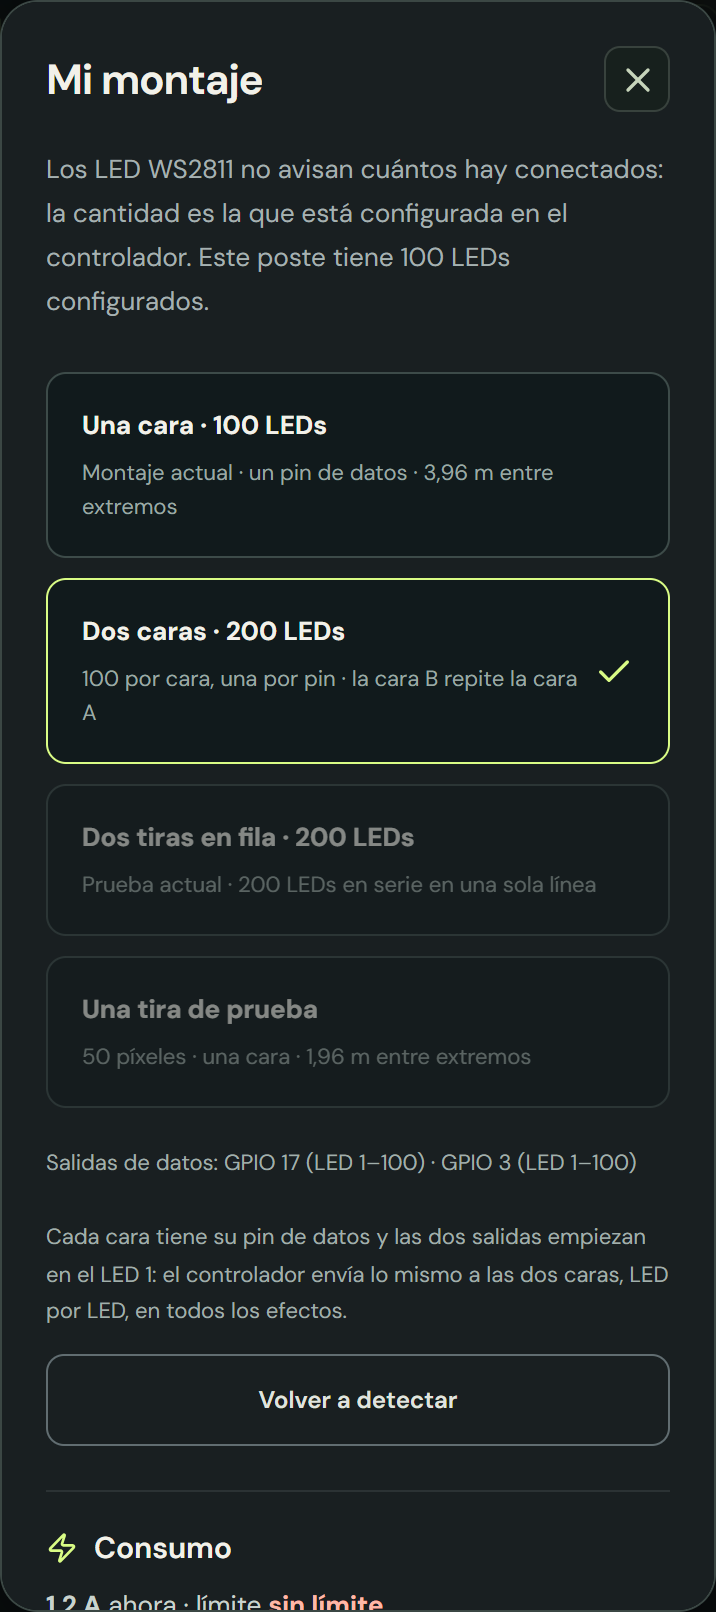 Mi montaje
Los LED WS2811 no avisan cuántos hay conectados:
la cantidad es la que está configurada en el
controlador. Este poste tiene 100 LEDs
configurados.
Una cara · 100 LEDs
Montaje actual · un pin de datos · 3,96 m entre
extremos
Dos caras · 200 LEDs
100 por cara, una por pin · la cara B repite la cara
A
Dos tiras en fila · 200 LEDs
Prueba actual · 200 LEDs en serie en una sola línea
Una tira de prueba
50 píxeles · una cara · 1,96 m entre extremos
Salidas de datos: GPIO 17 (LED 1–100) · GPIO 3 (LED 1–100)
Cada cara tiene su pin de datos y las dos salidas empiezan
en el LED 1: el controlador envía lo mismo a las dos caras, LED
por LED, en todos los efectos.
Volver a detectar
Consumo
1,2 A ahora · límite sin límite